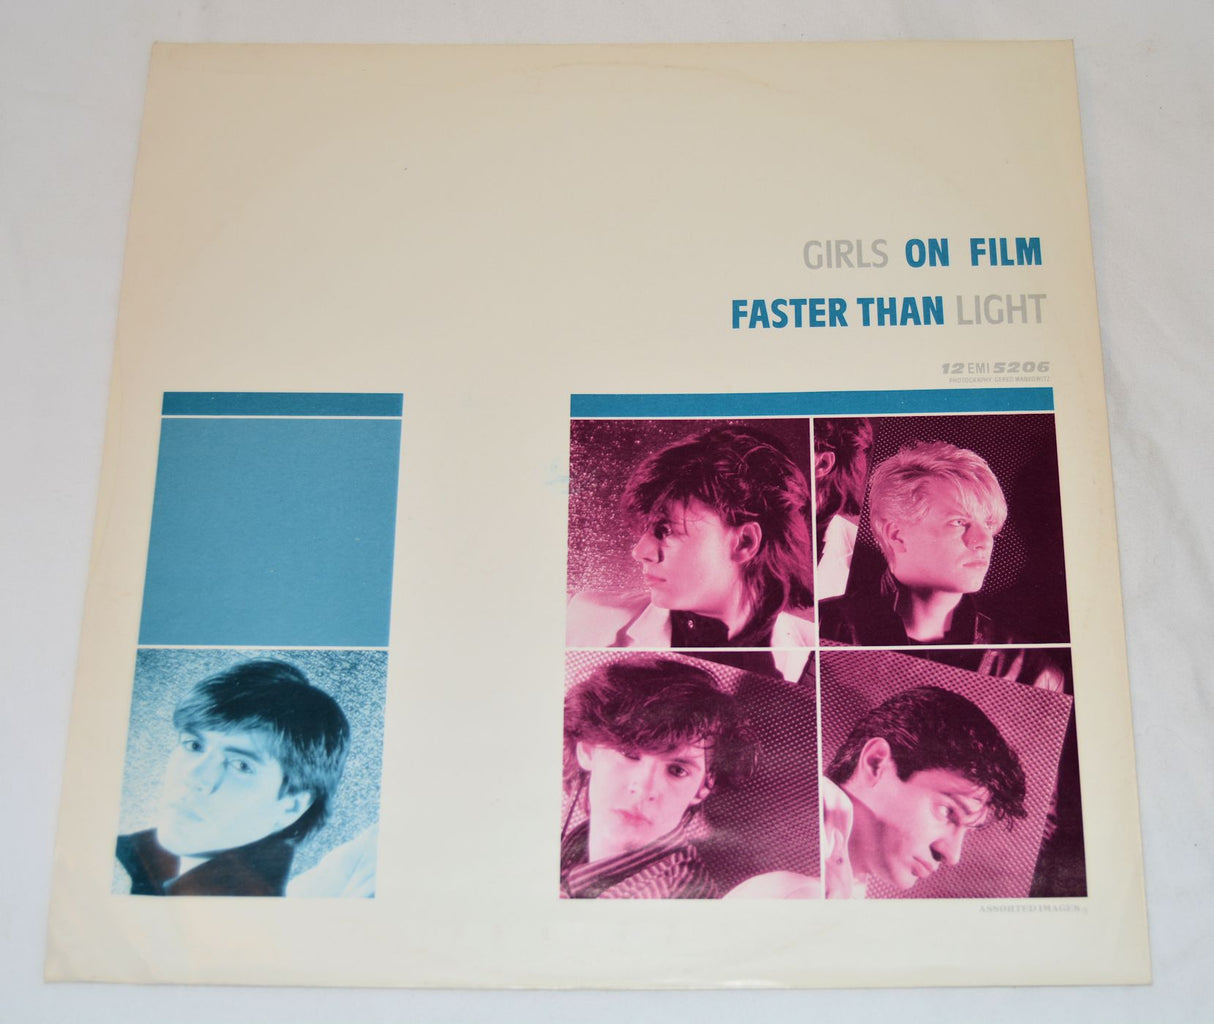 GIRLS ON FILM
FASTER THAN LIGHT
12 EMI 5206
PHOTOGRAPHY: GERED MANKOWITZ
ASSORTED IMAGES